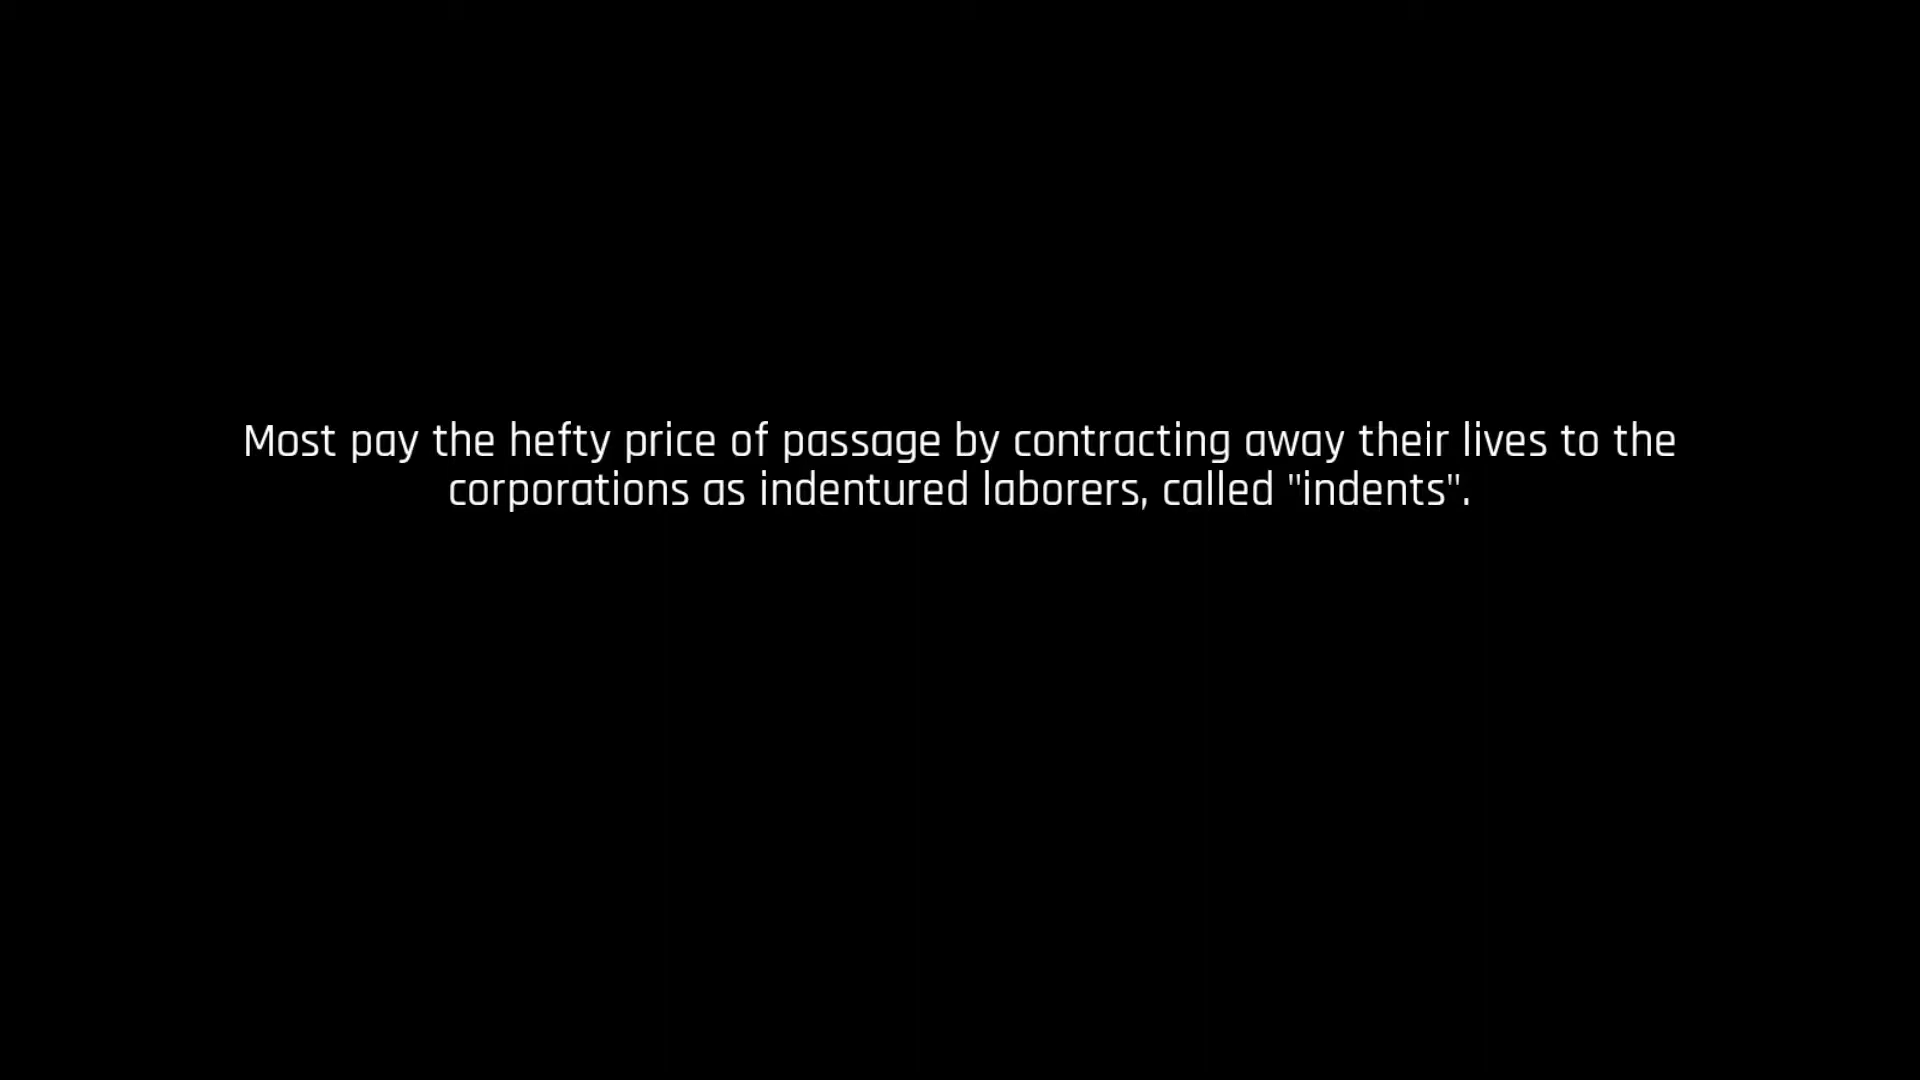 Most pay the hefty price of passage by contracting away their lives to the
corporations as indentured laborers, called "indents".